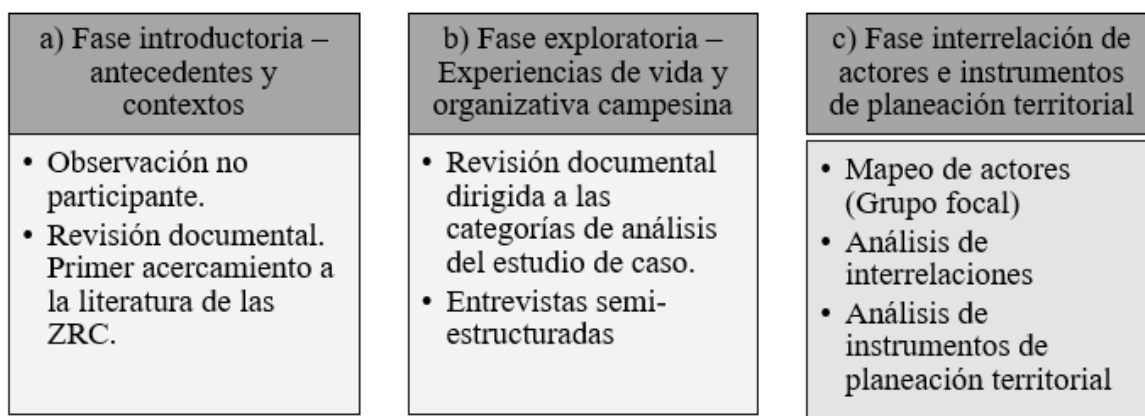 a) Fase introductoria –
antecedentes y
contextos
• Observación no
participante.
• Revisión documental.
Primer acercamiento a
la literatura de las
ZRC.
b) Fase exploratoria –
Experiencias de vida y
organizativa campesina
• Revisión documental
dirigida a las
categorías de análisis
del estudio de caso.
• Entrevistas semi-
estructuradas
c) Fase interrelación de
actores e instrumentos
de planeación territorial
• Mapeo de actores
(Grupo focal)
• Análisis de
interrelaciones
• Análisis de
instrumentos de
planeación territorial